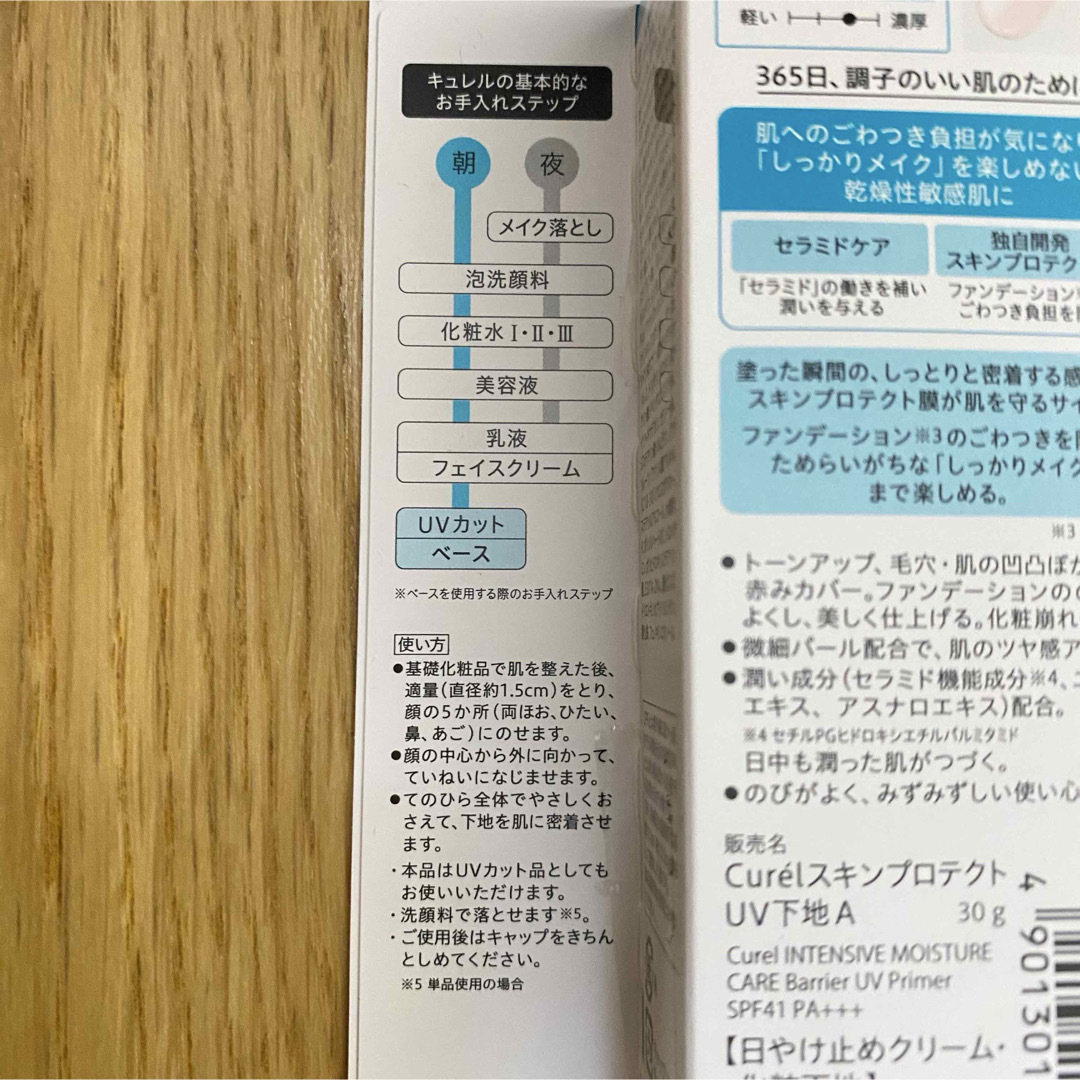 キュレルの基本的な
お手入れステップ
朝
夜
メイク落とし
泡洗顔料
化粧水 I・II・III
美容液
乳液
フェイスクリーム
UVカット
ベース
※ベースを使用する際のお手入れステップ
使い方
●基礎化粧品で肌を整えた後、
適量(直径約1.5cm)をとり、
顔の5か所(両ほお、ひたい、
鼻、あご)にのせます。
●顔の中心から外に向かって、
ていねいになじませます。
●てのひら全体でやさしくお
さえて、下地を肌に密着させ
ます。
・本品はUVカット品としても
お使いいただけます。
・洗顔料で落とせます※5。
・ご使用後はキャップをきちん
としめてください。
※5 単品使用の場合
軽い
濃厚
365日、調子のいい肌のために
肌へのごわつき負担が気にな
「しっかりメイク」を楽しめない
乾燥性敏感肌に
セラミドケア
「セラミド」の働きを補い
潤いを与える
独自開発
スキンプロテク
ファンデーション
ごわつき負担を
塗った瞬間の、しっとりと密着する感
スキンプロテクト膜が肌を守るサイ
ファンデーション※3のごわつきを
ためらいがちな「しっかりメイク
まで楽しめる。
※3
●トーンアップ、毛穴・肌の凹凸ぼか
赤みカバー。ファンデーションの
よくし、美しく仕上げる。化粧崩れ
●微細パール配合で、肌のツヤ感ア
●潤い成分(セラミド機能成分※4、ユ
エキス、アスナロエキス)配合。
※4 セチルPGヒドロキシエチルパルミタミド
日中も潤った肌がつづく。
●のびがよく、みずみずしい使い心
販売名
Curélスキンプロテクト
UV下地A 30g
Curel INTENSIVE MOISTURE
CARE Barrier UV Primer
SPF41 PA+++
【日やけ止めクリーム・
4 901301